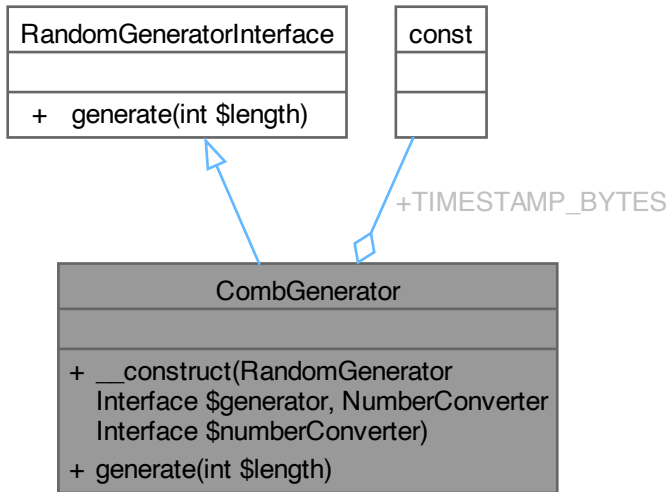 RandomGeneratorInterface
const
+ generate(int $length)
+TIMESTAMP_BYTES
CombGenerator
+ __construct(RandomGenerator
Interface $generator, NumberConverter
Interface $numberConverter)
+ generate(int $length)